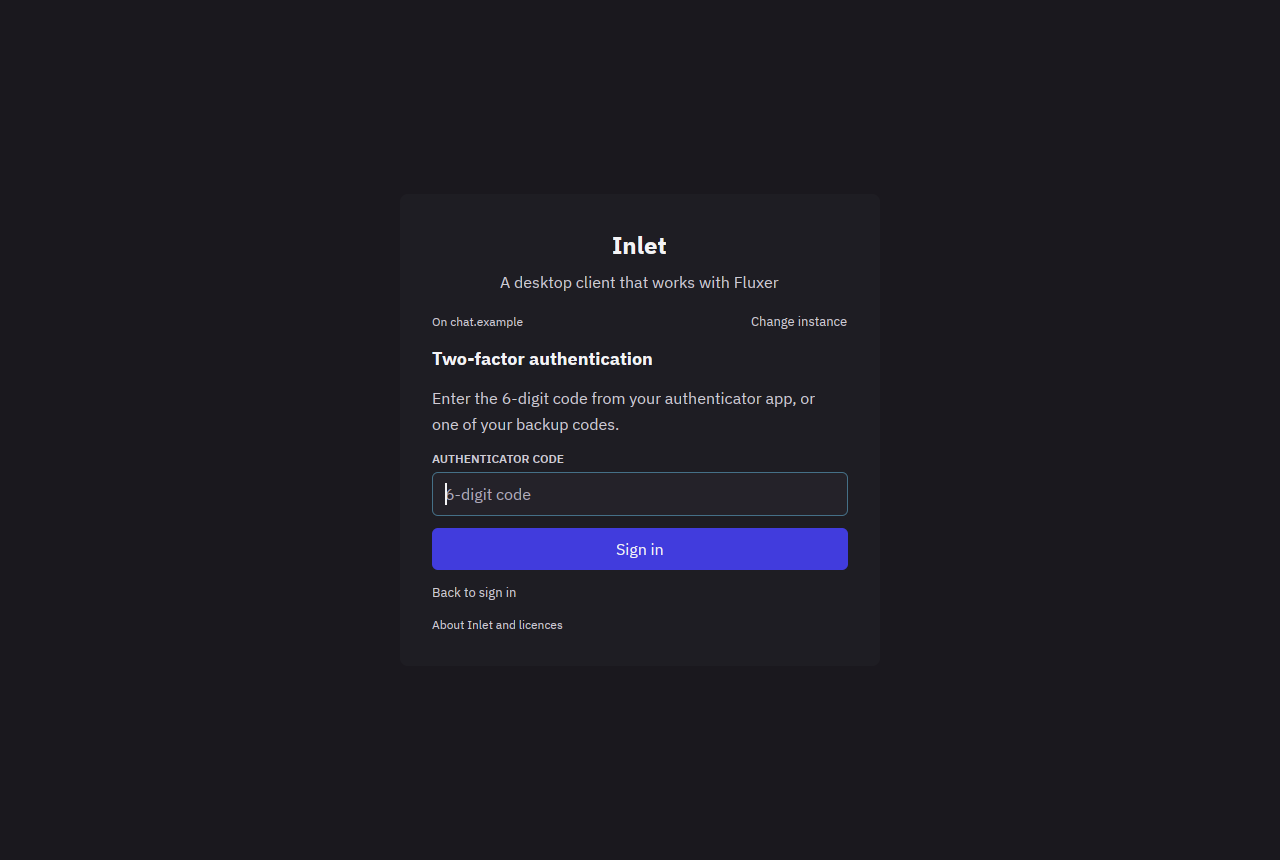 Inlet
A desktop client that works with Fluxer
On chat.example
Change instance
Two-factor authentication
Enter the 6-digit code from your authenticator app, or
one of your backup codes.
AUTHENTICATOR CODE
6-digit code
Sign in
Back to sign in
About Inlet and licences